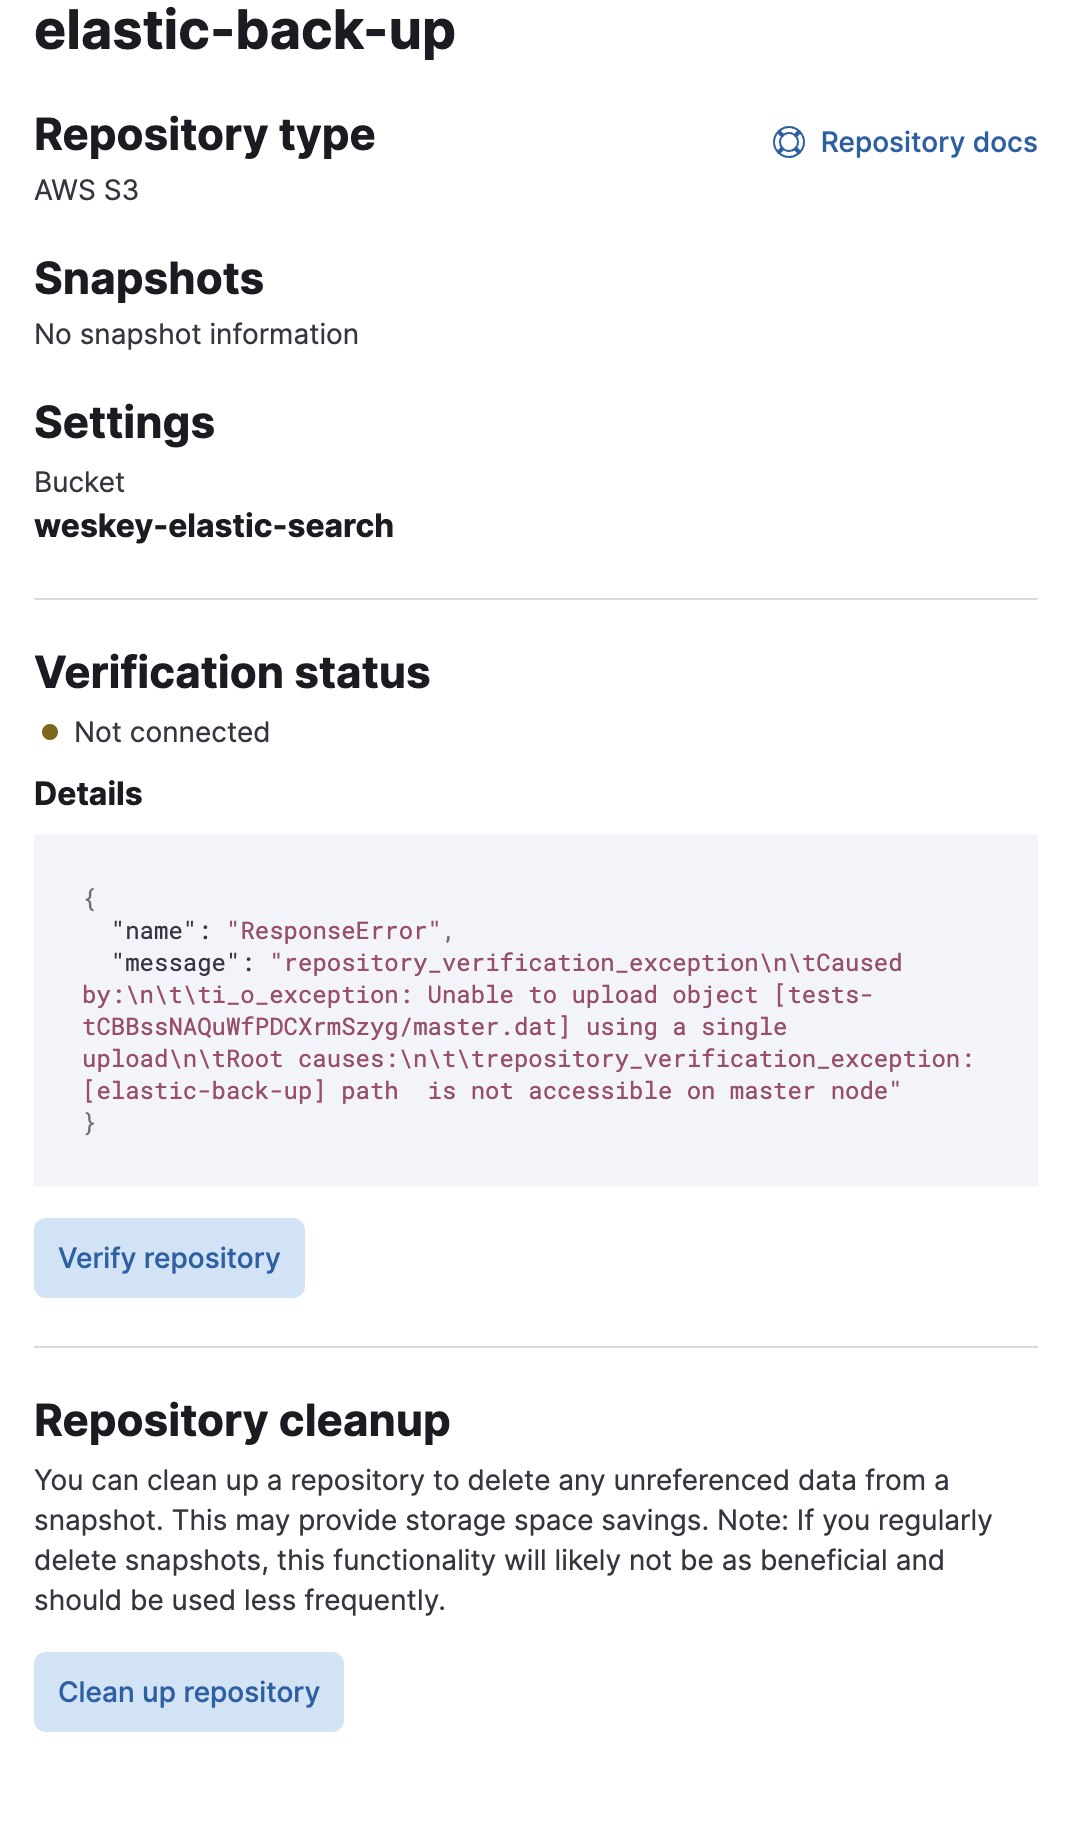 elastic-back-up
Repository type
Repository docs
AWS S3
Snapshots
No snapshot information
Settings
Bucket
weskey-elastic-search
Verification status
Not connected
Details
{
  "name": "ResponseError",
  "message": "repository_verification_exception\n\tCaused
by:\n\t\ti_o_exception: Unable to upload object [tests-
tCBBssNAQuWfPDCXrmSzyg/master.dat] using a single
upload\n\tRoot causes:\n\t\trepository_verification_exception:
[elastic-back-up] path  is not accessible on master node"
}
Verify repository
Repository cleanup
You can clean up a repository to delete any unreferenced data from a
snapshot. This may provide storage space savings. Note: If you regularly
delete snapshots, this functionality will likely not be as beneficial and
should be used less frequently.
Clean up repository